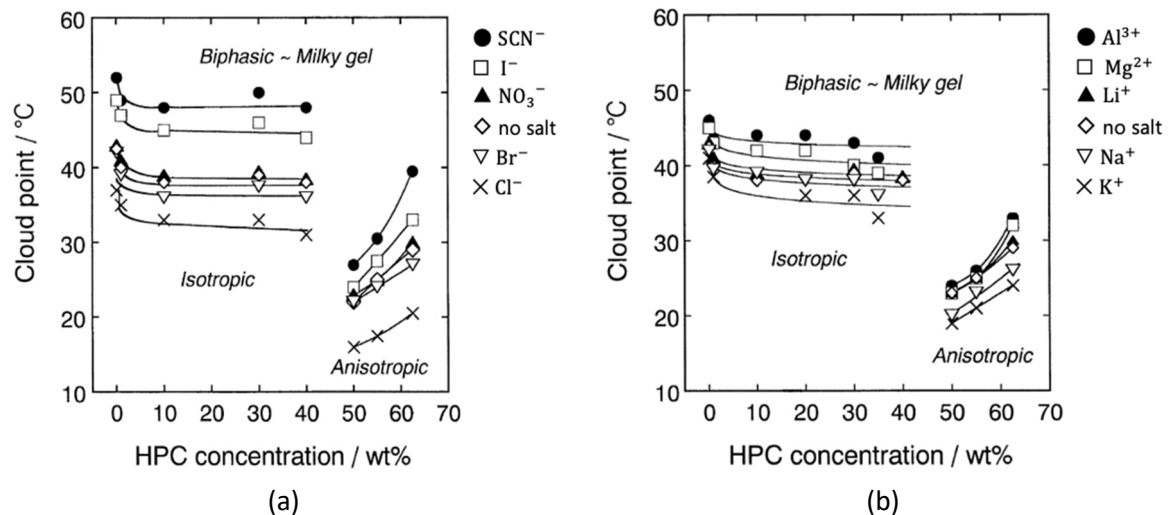 60
50
40
30
20
10
Cloud point / °C
Biphasic ~ Milky gel
Isotropic
Anisotropic
0 10 20 30 40 50 60 70
HPC concentration / wt%
SCN⁻
I⁻
NO₃⁻
no salt
Br⁻
Cl⁻
(a)
60
50
40
30
20
10
Cloud point / °C
Biphasic ~ Milky gel
Isotropic
Anisotropic
0 10 20 30 40 50 60 70
HPC concentration / wt%
Al³⁺
Mg²⁺
Li⁺
no salt
Na⁺
K⁺
(b)